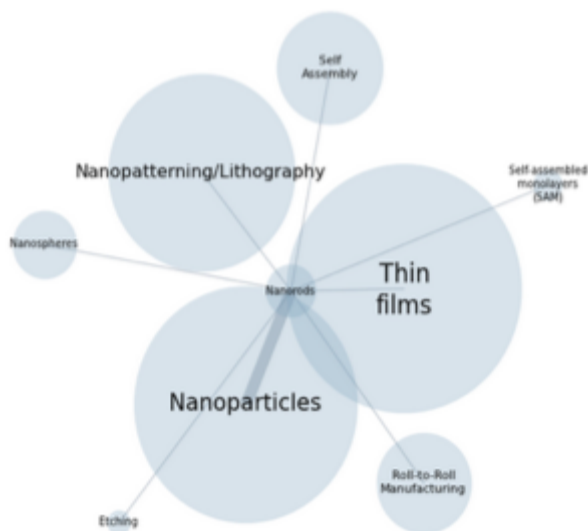 Self
Assembly
Nanopatterning/Lithography
Self-assembled
monolayers
(SAM)
Nanospheres
Thin
films
Nanorods
Nanoparticles
Roll-to-Roll
Manufacturing
Etching